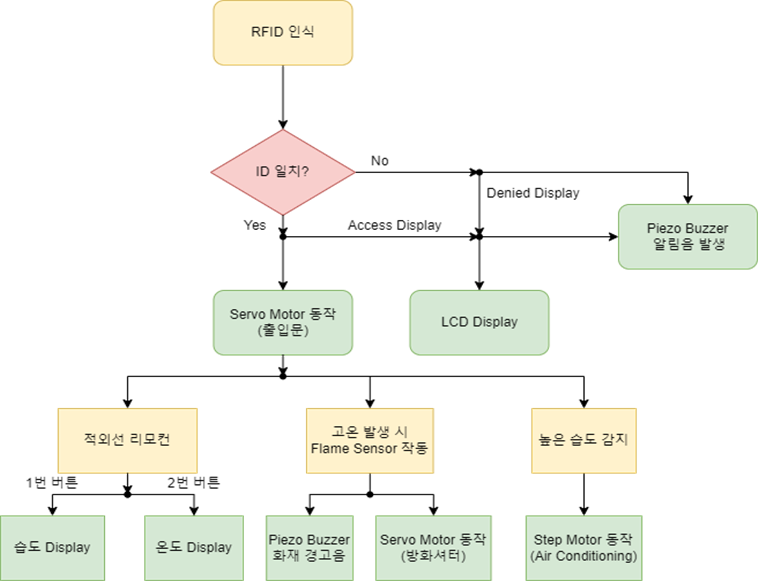 RFID 인식
ID 일치?
No
Denied Display
Yes
Access Display
Piezo Buzzer
알림음 발생
Servo Motor 동작
(출입문)
LCD Display
적외선 리모컨
고온 발생 시
Flame Sensor 작동
높은 습도 감지
1번 버튼
2번 버튼
습도 Display
온도 Display
Piezo Buzzer
화재 경고음
Servo Motor 동작
(방화셔터)
Step Motor 동작
(Air Conditioning)